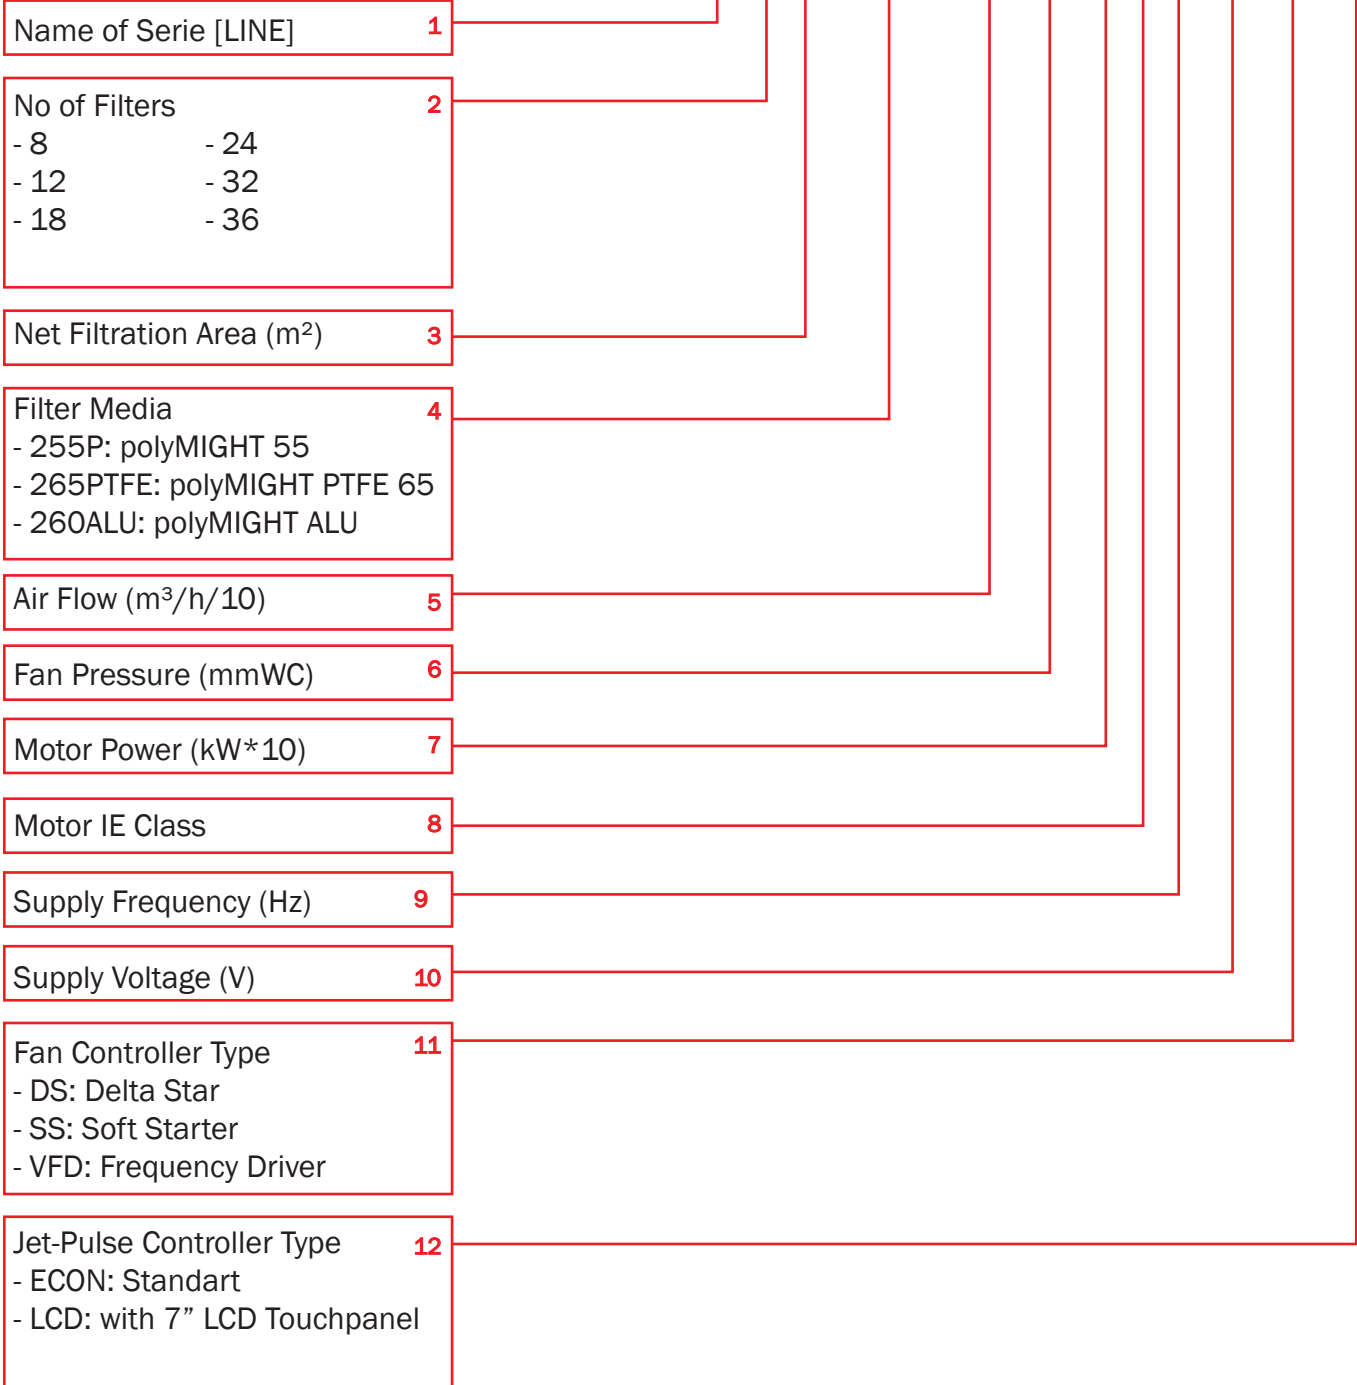 Name of Serie [LINE] 1
No of Filters 2
- 8 - 24
- 12 - 32
- 18 - 36
Net Filtration Area (m²) 3
Filter Media 4
- 255P: polyMIGHT 55
- 265PTFE: polyMIGHT PTFE 65
- 260ALU: polyMIGHT ALU
Air Flow (m³/h/10) 5
Fan Pressure (mmWC) 6
Motor Power (kW*10) 7
Motor IE Class 8
Supply Frequency (Hz) 9
Supply Voltage (V) 10
Fan Controller Type 11
- DS: Delta Star
- SS: Soft Starter
- VFD: Frequency Driver
Jet-Pulse Controller Type 12
- ECON: Standart
- LCD: with 7” LCD Touchpanel